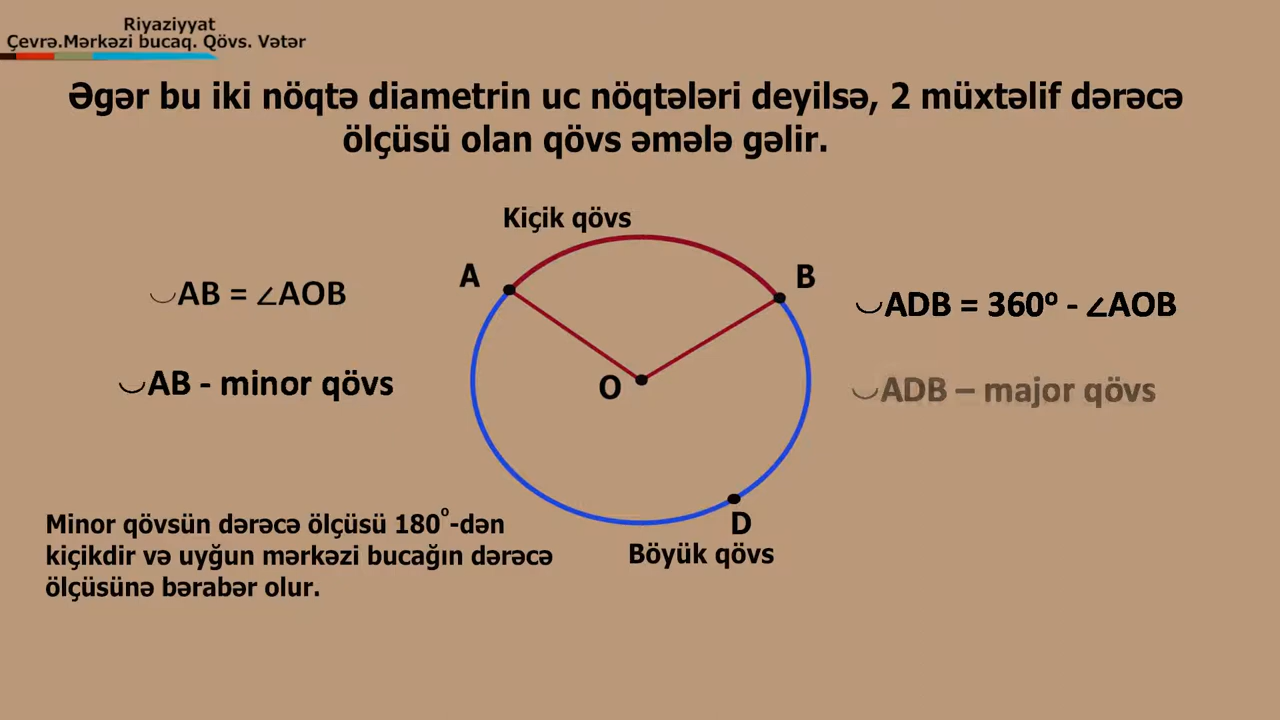 Riyaziyyat
Çevrə.Mərkəzi bucaq. Qövs. Vətər
Əgər bu iki nöqtə diametrin uc nöqtələri deyilsə, 2 müxtəlif dərəcə
ölçüsü olan qövs əmələ gəlir.
Kiçik qövs
A
B
◡AB = ∠AOB
◡ADB = 360º - ∠AOB
O
◡AB - minor qövs
◡ADB – major qövs
D
Böyük qövs
Minor qövsün dərəcə ölçüsü 180º-dən
kiçikdir və uyğun mərkəzi bucağın dərəcə
ölçüsünə bərabər olur.